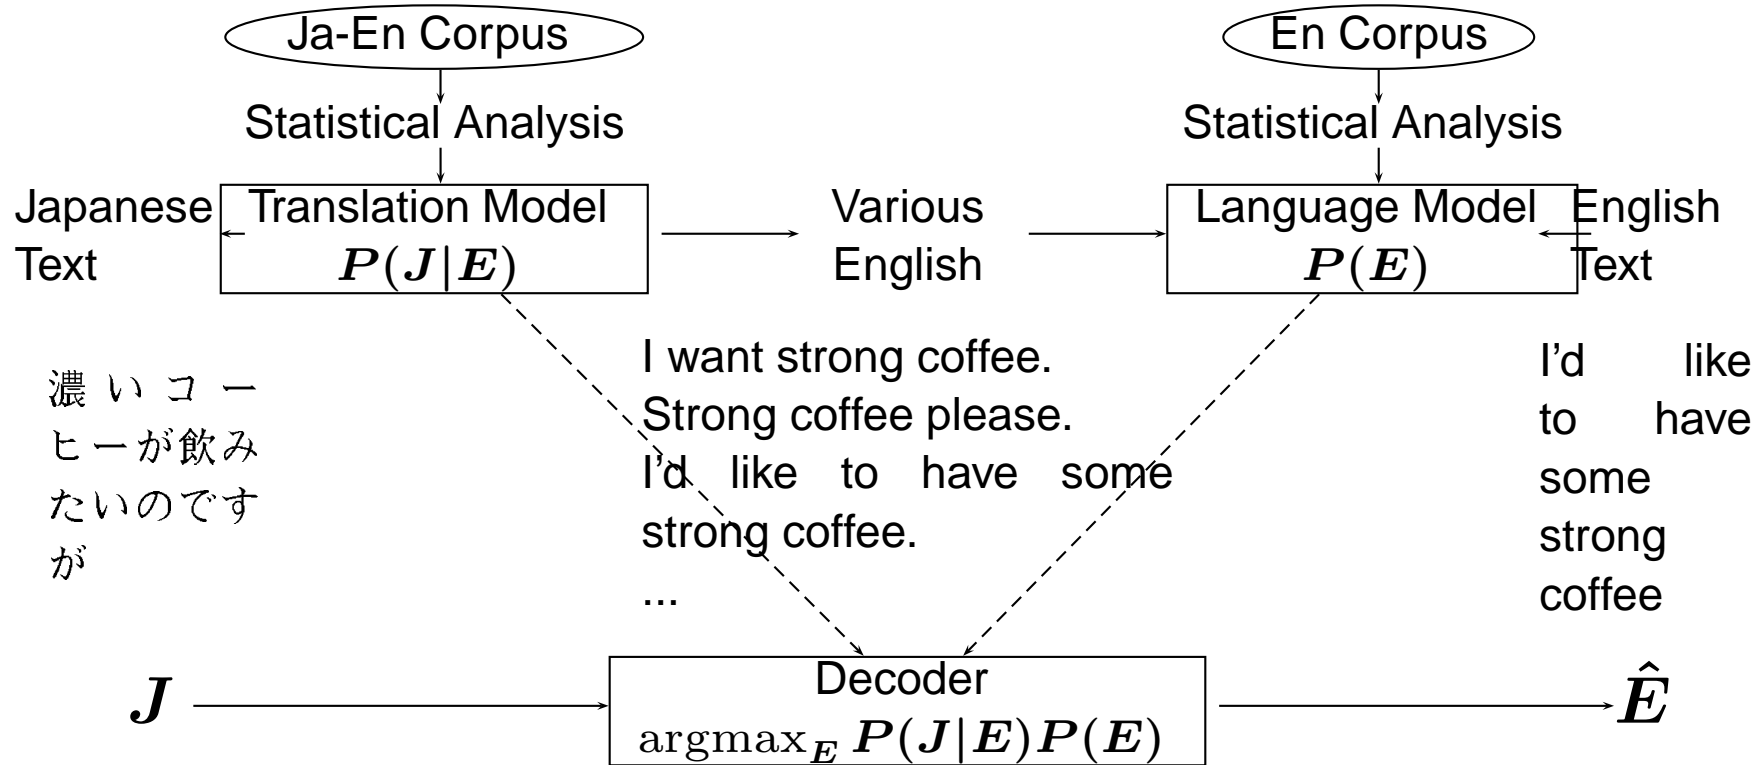 Ja-En Corpus
En Corpus
Statistical Analysis
Statistical Analysis
Japanese
Text
Translation Model
P(J|E)
Various
English
Language Model
P(E)
English
Text
濃いコー
ヒーが飲み
たいのです
が
I want strong coffee.
Strong coffee please.
I'd like to have some
strong coffee.
...
I'd like
to have
some
strong
coffee
J
Decoder
argmax_E P(J|E)P(E)
Ê